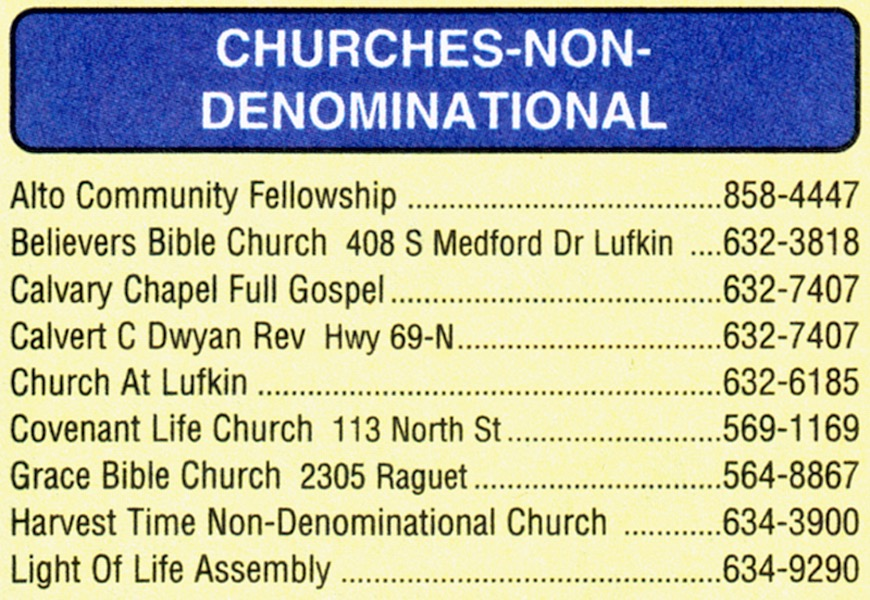 CHURCHES-NON-
DENOMINATIONAL
Alto Community Fellowship ........................................858-4447
Believers Bible Church 408 S Medford Dr Lufkin ....632-3818
Calvary Chapel Full Gospel..........................................632-7407
Calvert C Dwyan Rev Hwy 69-N..................................632-7407
Church At Lufkin ...........................................................632-6185
Covenant Life Church 113 North St...........................569-1169
Grace Bible Church 2305 Raguet................................564-8867
Harvest Time Non-Denominational Church ............634-3900
Light Of Life Assembly ................................................634-9290